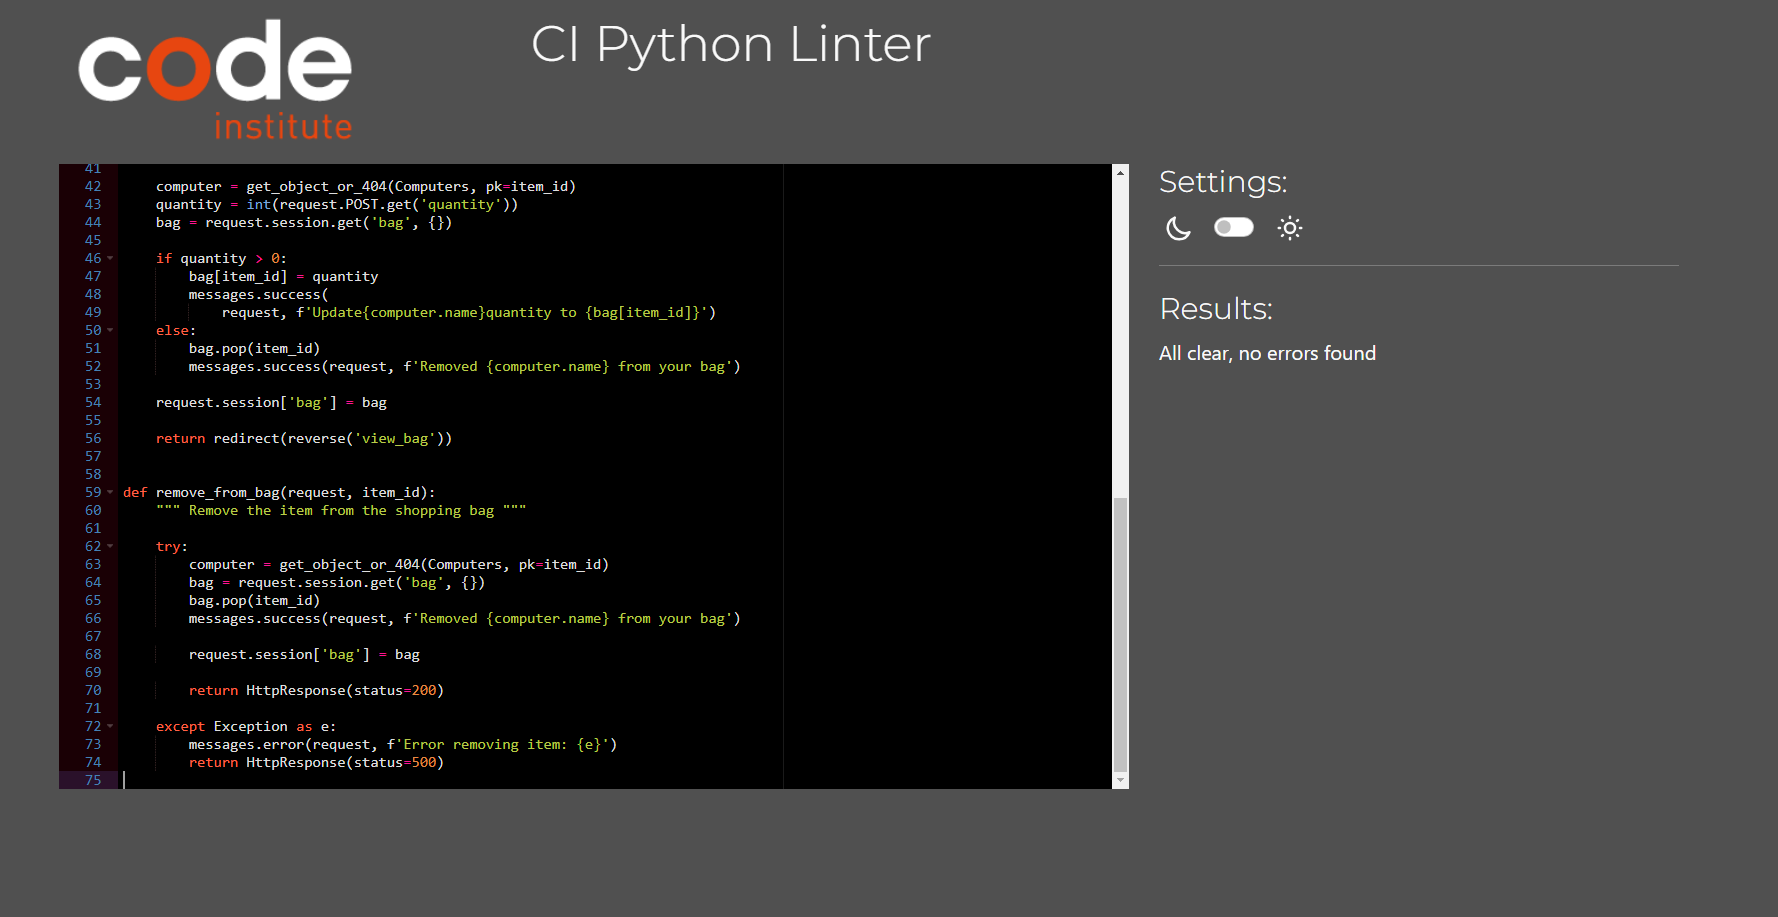 code
institute
CI Python Linter
41
42 computer = get_object_or_404(Computers, pk=item_id)
43 quantity = int(request.POST.get('quantity'))
44 bag = request.session.get('bag', {})
45
46 if quantity > 0:
47 bag[item_id] = quantity
48 messages.success(
49 request, f'Update{computer.name}quantity to {bag[item_id]}')
50 else:
51 bag.pop(item_id)
52 messages.success(request, f'Removed {computer.name} from your bag')
53
54 request.session['bag'] = bag
55
56 return redirect(reverse('view_bag'))
57
58
59 def remove_from_bag(request, item_id):
60 """ Remove the item from the shopping bag """
61
62 try:
63 computer = get_object_or_404(Computers, pk=item_id)
64 bag = request.session.get('bag', {})
65 bag.pop(item_id)
66 messages.success(request, f'Removed {computer.name} from your bag')
67
68 request.session['bag'] = bag
69
70 return HttpResponse(status=200)
71
72 except Exception as e:
73 messages.error(request, f'Error removing item: {e}')
74 return HttpResponse(status=500)
75
Settings:
Results:
All clear, no errors found